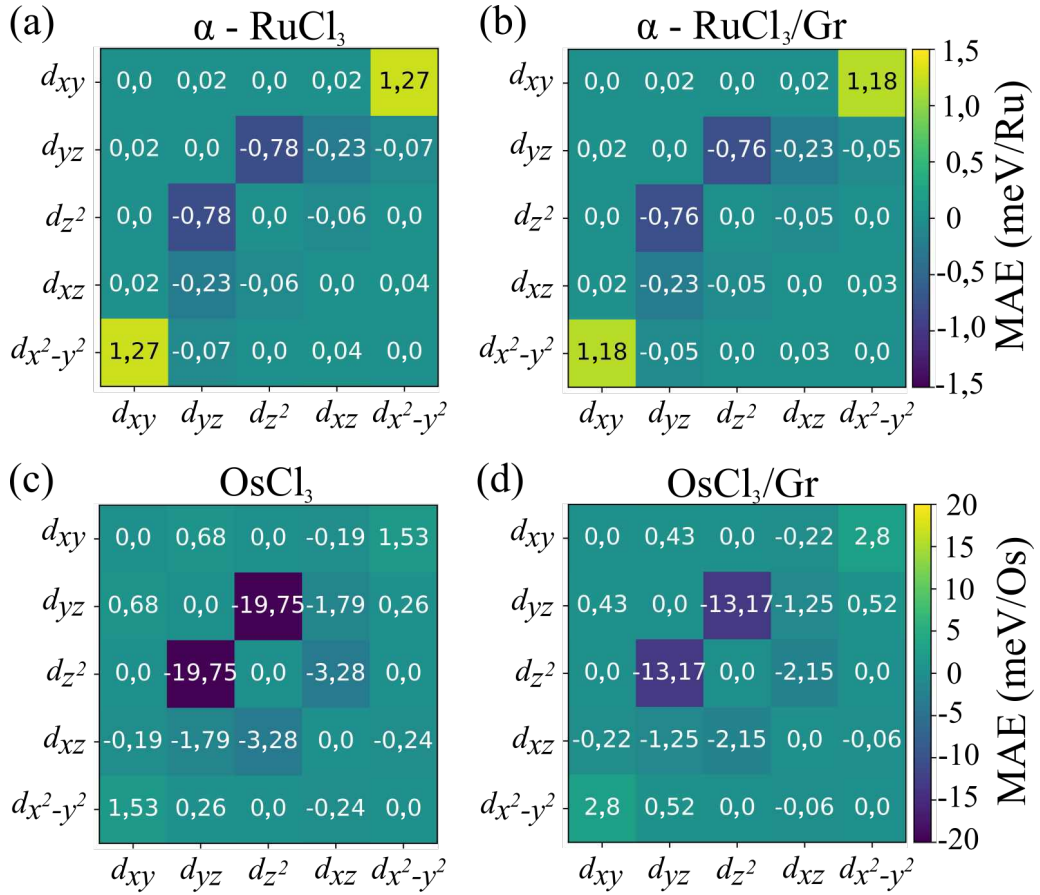 (a) α - RuCl₃
dxy 0,0 0,02 0,0 0,02 1,27
dyz 0,02 0,0 -0,78 -0,23 -0,07
dz² 0,0 -0,78 0,0 -0,06 0,0
dxz 0,02 -0,23 -0,06 0,0 0,04
dx²-y² 1,27 -0,07 0,0 0,04 0,0
dxy dyz dz² dxz dx²-y²
(b) α - RuCl₃/Gr
0,0 0,02 0,0 0,02 1,18
dxy
0,02 0,0 -0,76 -0,23 -0,05
dyz
0,0 -0,76 0,0 -0,05 0,0
dz²
0,02 -0,23 -0,05 0,0 0,03
dxz
1,18 -0,05 0,0 0,03 0,0
dx²-y²
dxy dyz dz² dxz dx²-y²
1,5
1,0
0,5
0
-0,5
-1,0
-1,5
MAE (meV/Ru)
(c) OsCl₃
dxy 0,0 0,68 0,0 -0,19 1,53
dyz 0,68 0,0 -19,75 -1,79 0,26
dz² 0,0 -19,75 0,0 -3,28 0,0
dxz -0,19 -1,79 -3,28 0,0 -0,24
dx²-y² 1,53 0,26 0,0 -0,24 0,0
dxy dyz dz² dxz dx²-y²
(d) OsCl₃/Gr
dxy 0,0 0,43 0,0 -0,22 2,8
dyz 0,43 0,0 -13,17 -1,25 0,52
dz² 0,0 -13,17 0,0 -2,15 0,0
dxz -0,22 -1,25 -2,15 0,0 -0,06
dx²-y² 2,8 0,52 0,0 -0,06 0,0
dxy dyz dz² dxz dx²-y²
20
15
10
5
0
-5
-10
-15
-20
MAE (meV/Os)